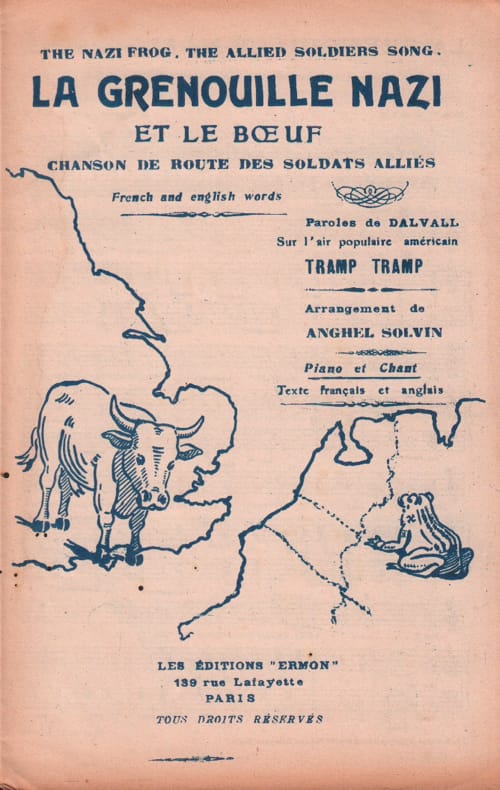 THE NAZI FROG. THE ALLIED SOLDIERS SONG.
LA GRENOUILLE NAZI
ET LE BŒUF
CHANSON DE ROUTE DES SOLDATS ALLIÉS
French and english words
Paroles de DALVALL
Sur l'air populaire américain
TRAMP TRAMP
Arrangement de
ANGHEL SOLVIN
Piano et Chant
Texte français et anglais
LES ÉDITIONS "ERMON"
139 rue Lafayette
PARIS
TOUS DROITS RÉSERVÉS